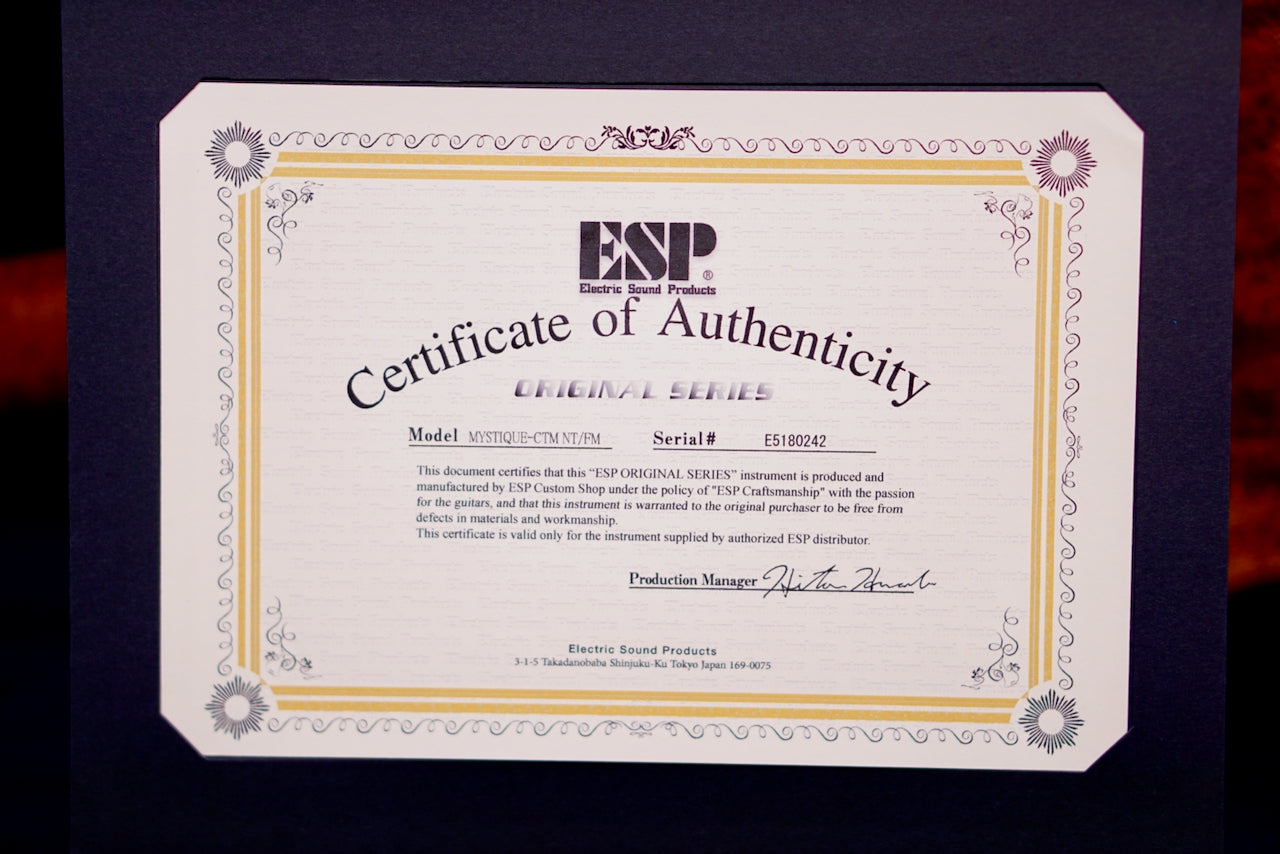 ESP®
Electric Sound Products
Certificate of Authenticity
ORIGINAL SERIES
Model MYSTIQUE-CTM NT/FM Serial# E5180242
This document certifies that this “ESP ORIGINAL SERIES” instrument is produced and
manufactured by ESP Custom Shop under the policy of "ESP Craftsmanship" with the passion
for the guitars, and that this instrument is warranted to the original purchaser to be free from
defects in materials and workmanship.
This certificate is valid only for the instrument supplied by authorized ESP distributor.
Production Manager
Electric Sound Products
3-1-5 Takadanobaba Shinjuku-Ku Tokyo Japan 169-0075